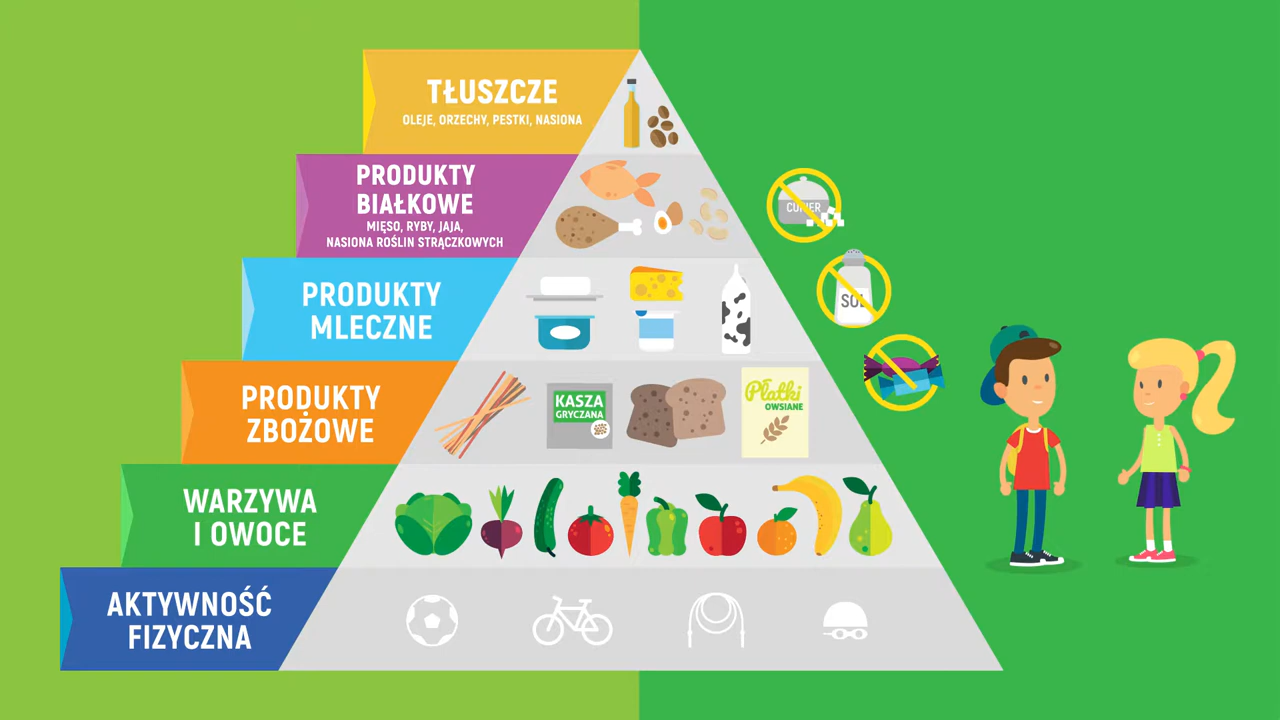 TŁUSZCZE
OLEJE, ORZECHY, PESTKI, NASIONA
PRODUKTY
BIAŁKOWE
MIĘSO, RYBY, JAJA,
NASIONA ROŚLIN STRĄCZKOWYCH
CUKIER
PRODUKTY
MLECZNE
SOL
PRODUKTY
ZBOŻOWE
KASZA
GRYCZANA
Płatki
OWSIANE
WARZYWA
I OWOCE
AKTYWNOŚĆ
FIZYCZNA